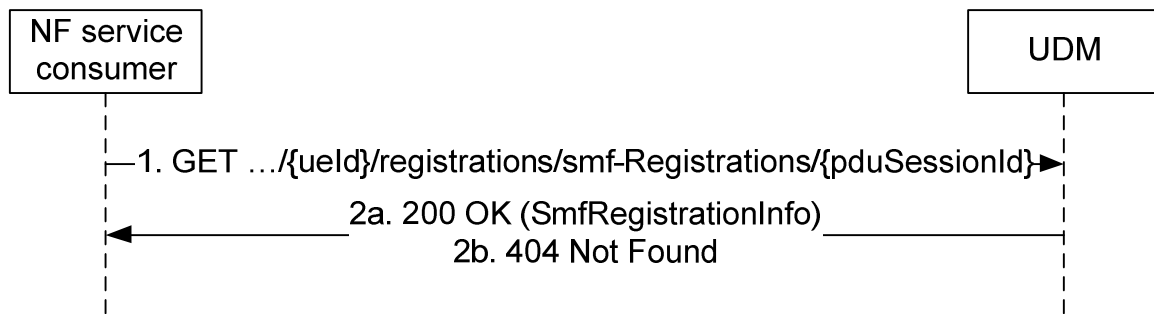 NF service
consumer
UDM
1. GET …/{ueId}/registrations/smf-Registrations/{pduSessionId}
2a. 200 OK (SmfRegistrationInfo)
2b. 404 Not Found